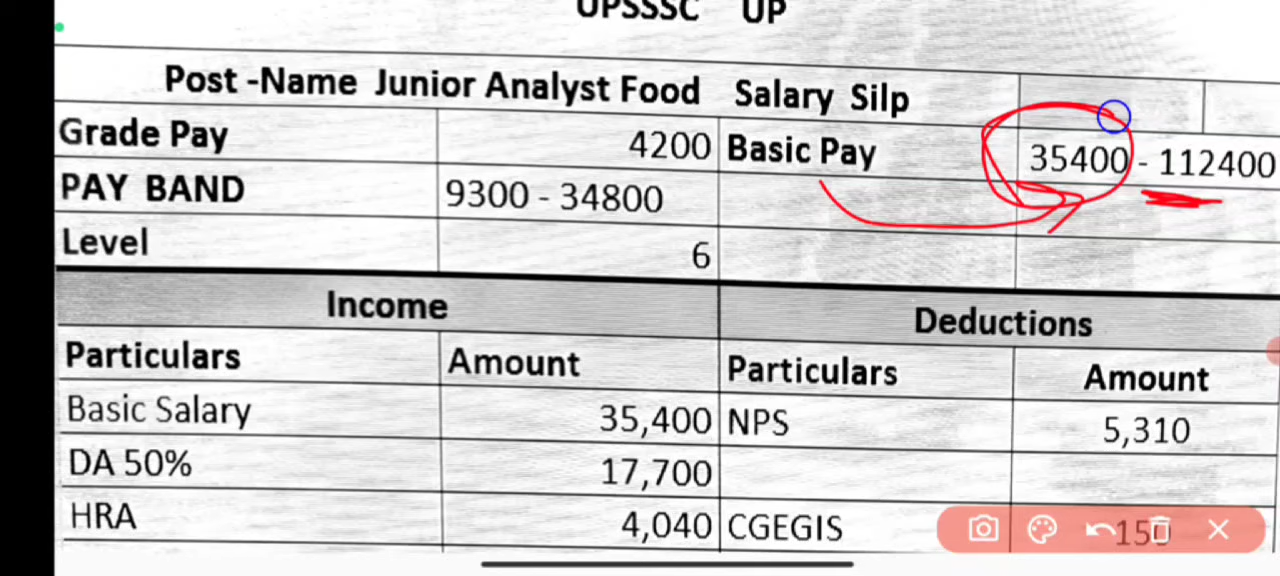 UPSSSC UP
Post -Name Junior Analyst Food Salary Silp
Grade Pay 4200 Basic Pay 35400 - 112400
PAY BAND 9300 - 34800
Level 6
Income Deductions
Particulars Amount Particulars Amount
Basic Salary 35,400 NPS 5,310
DA 50% 17,700
HRA 4,040 CGEGIS 150